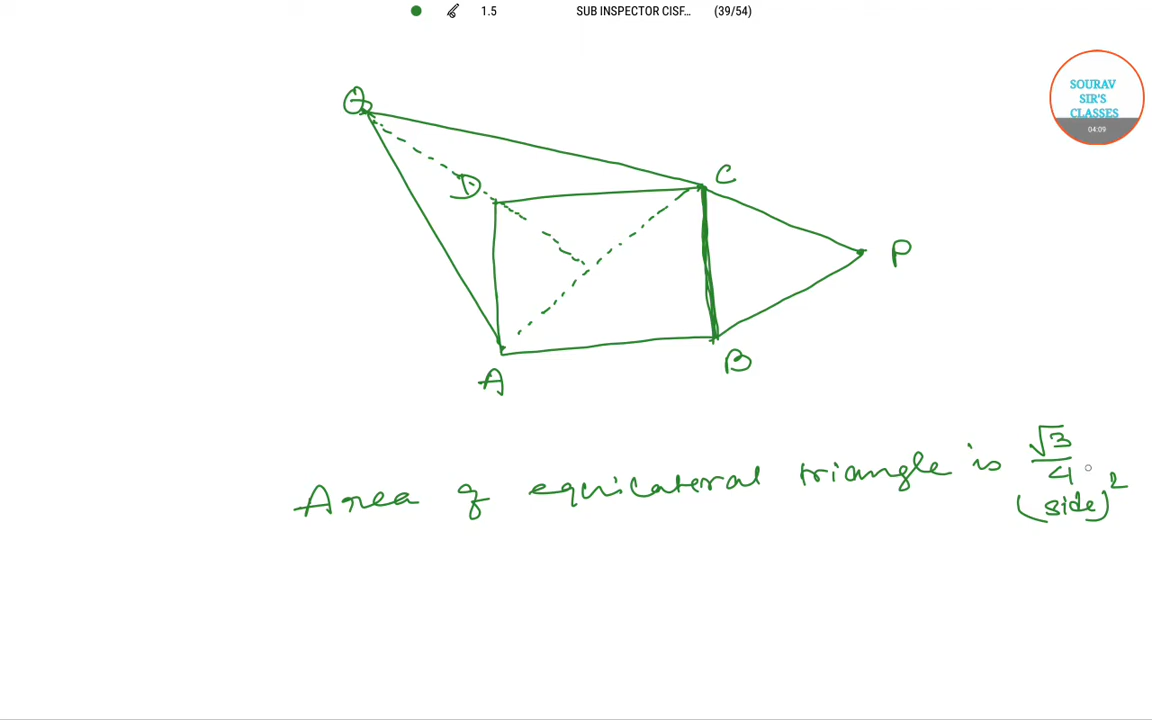 1.5 SUB INSPECTOR CISF... (39/54)
SOURAV
SIR'S
CLASSES
04:09
Q
D
C
P
A
B
Area of equilateral triangle is √3/4
(side)²